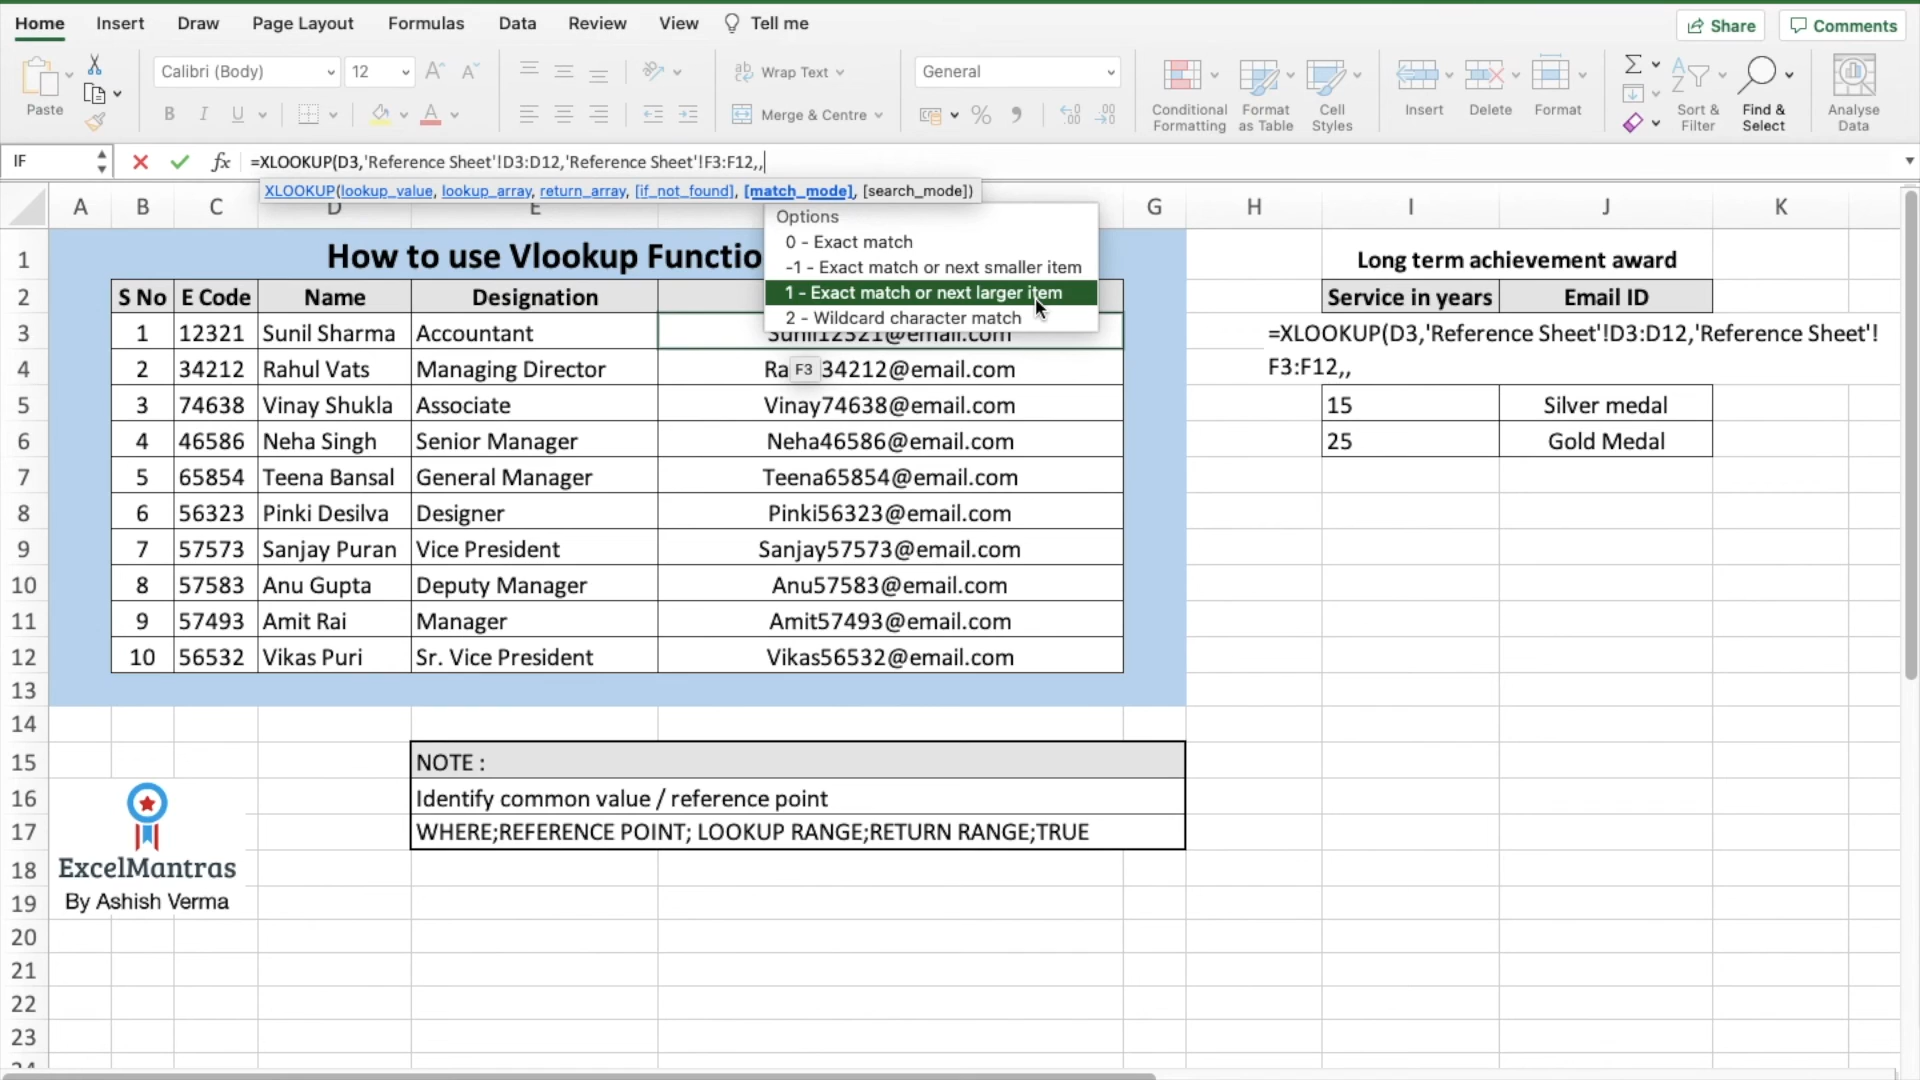 Home Insert Draw Page Layout Formulas Data Review View Tell me Share Comments
Paste Calibri (Body) 12 Wrap Text General
B I U Merge & Centre % Conditional Formatting Format as Table Cell Styles Insert Delete Format Sort & Filter Find & Select Analyse Data
IF fx =XLOOKUP(D3,'Reference Sheet'!D3:D12,'Reference Sheet'!F3:F12,,
XLOOKUP(lookup_value, lookup_array, return_array, [if_not_found], [match_mode], [search_mode])
Options
0 - Exact match
-1 - Exact match or next smaller item
1 - Exact match or next larger item
2 - Wildcard character match
A B C D E G H I J K
1 How to use Vlookup Functio Long term achievement award
2 S No E Code Name Designation Service in years Email ID
3 1 12321 Sunil Sharma Accountant Sunil12321@email.com =XLOOKUP(D3,'Reference Sheet'!D3:D12,'Reference Sheet'!
4 2 34212 Rahul Vats Managing Director Ra F3 34212@email.com F3:F12,,
5 3 74638 Vinay Shukla Associate Vinay74638@email.com 15 Silver medal
6 4 46586 Neha Singh Senior Manager Neha46586@email.com 25 Gold Medal
7 5 65854 Teena Bansal General Manager Teena65854@email.com
8 6 56323 Pinki Desilva Designer Pinki56323@email.com
9 7 57573 Sanjay Puran Vice President Sanjay57573@email.com
10 8 57583 Anu Gupta Deputy Manager Anu57583@email.com
11 9 57493 Amit Rai Manager Amit57493@email.com
12 10 56532 Vikas Puri Sr. Vice President Vikas56532@email.com
13
14
15 NOTE :
16 Identify common value / reference point
17 WHERE;REFERENCE POINT; LOOKUP RANGE;RETURN RANGE;TRUE
18 ExcelMantras
19 By Ashish Verma
20
21
22
23